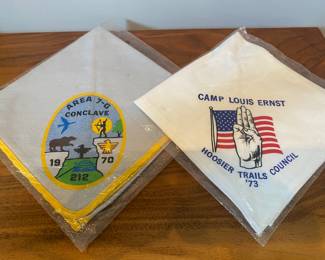 AREA 7-G
CONCLAVE
19 70
212
CAMP LOUIS ERNST
HOOSIER TRAILS COUNCIL
'73